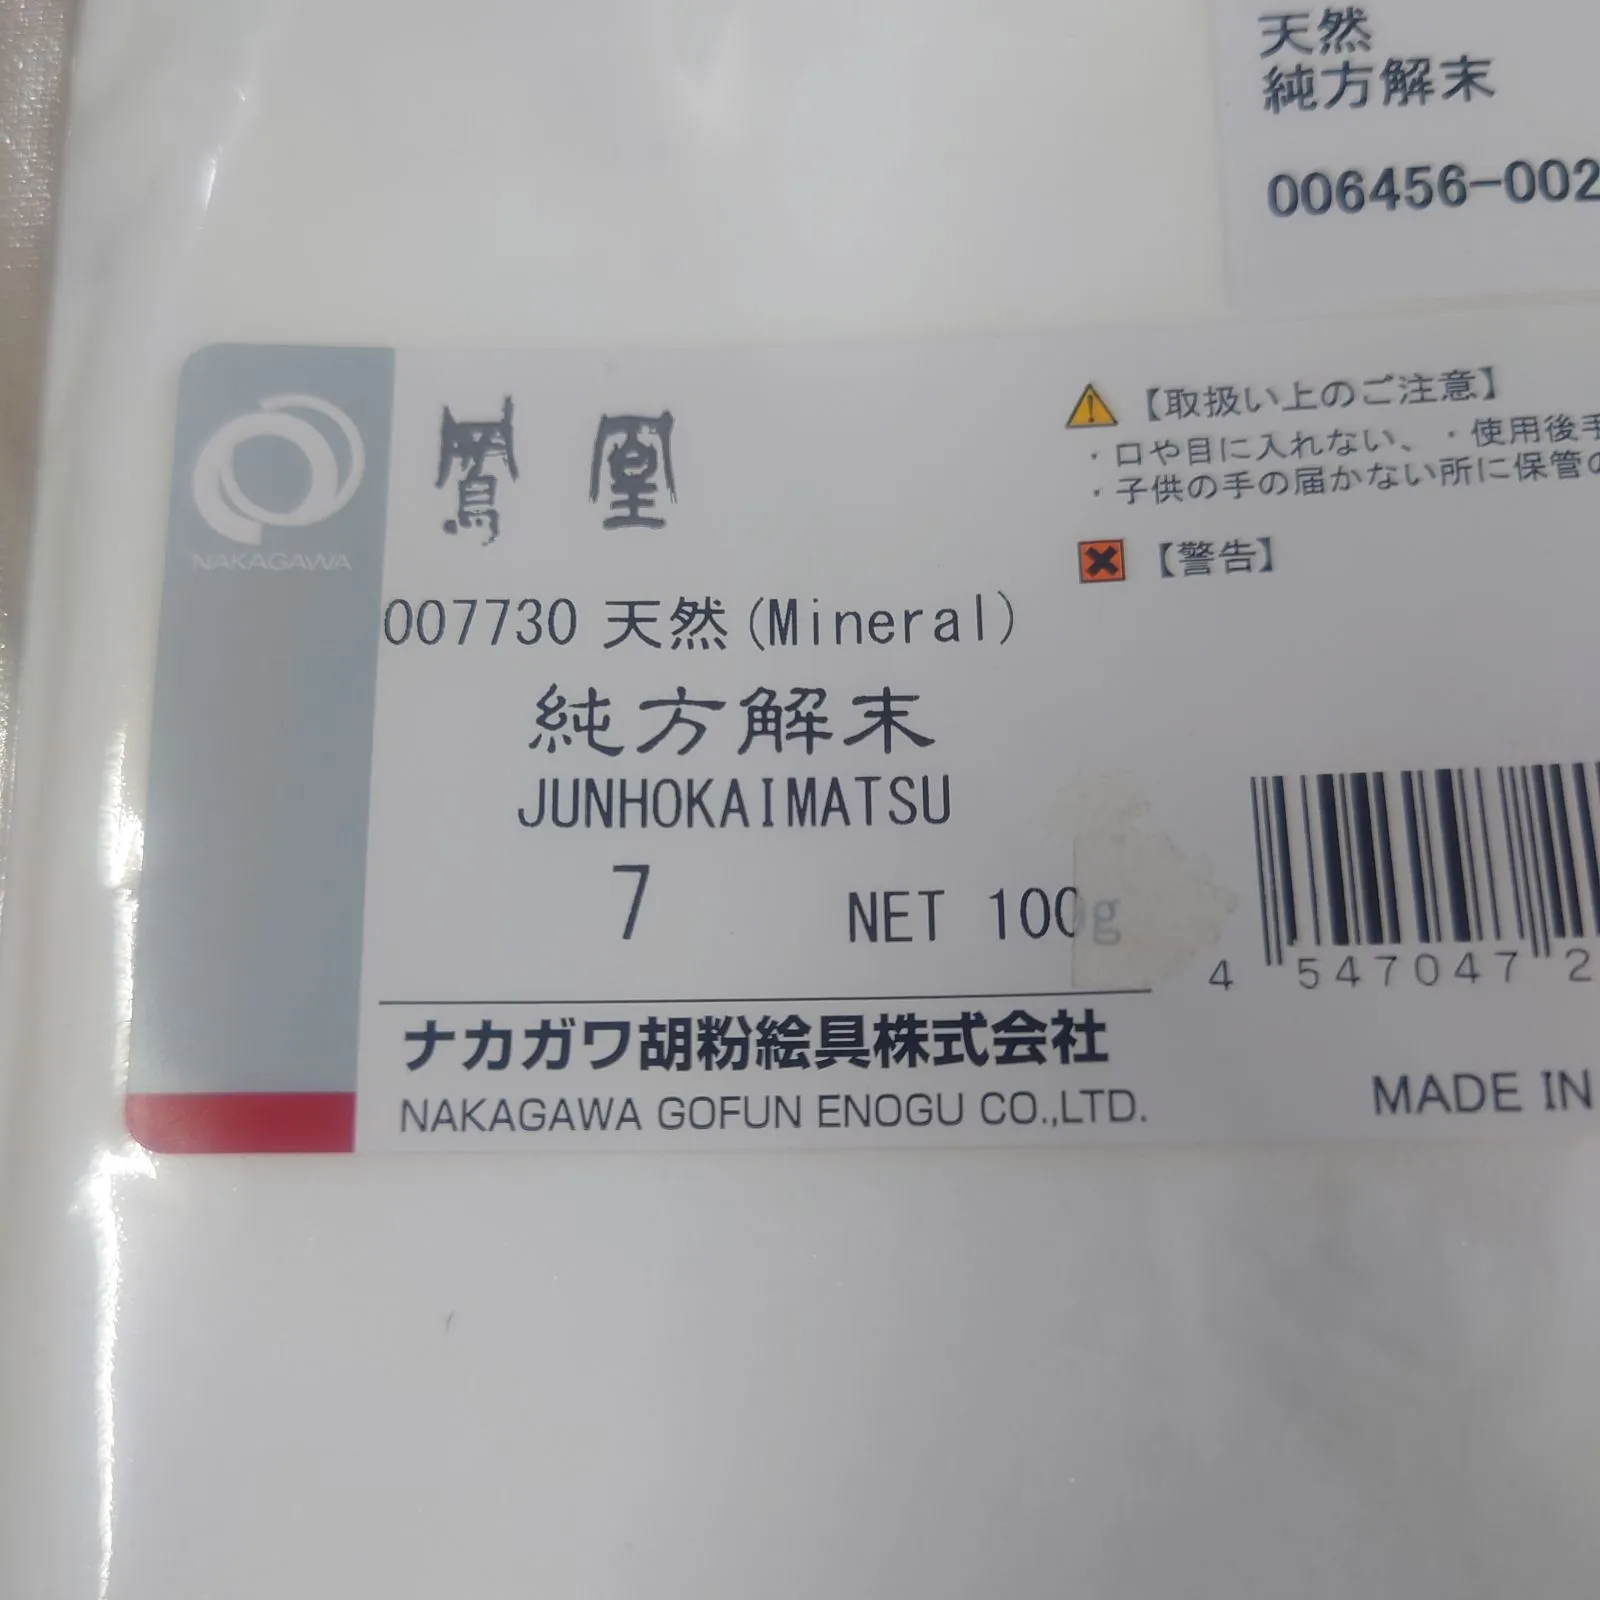 天然
純方解末
006456-002
NAKAGAWA
鳳凰
007730 天然(Mineral)
純方解末
JUNHOKAIMATSU
7 NET 100g
ナカガワ胡粉絵具株式会社
NAKAGAWA GOFUN ENOGU CO.,LTD.
【取扱い上のご注意】
・口や目に入れない、・使用後手
・子供の手の届かない所に保管の
【警告】
4 547047 2
MADE IN